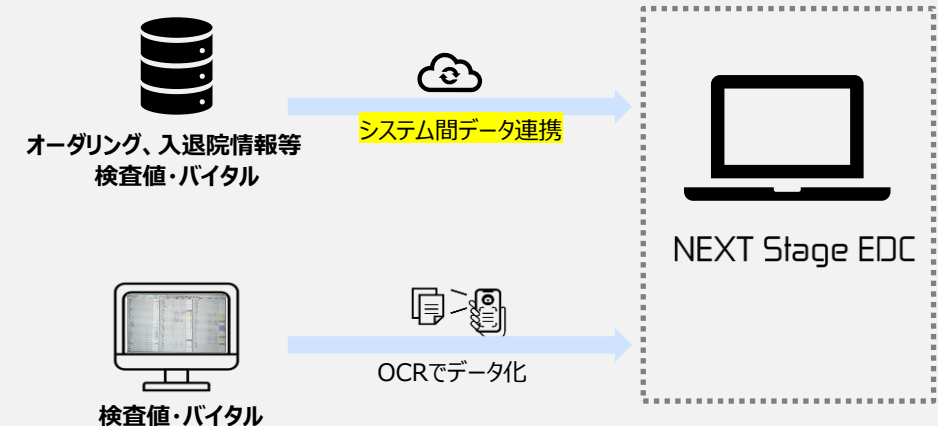 オーダリング、入退院情報等
検査値・バイタル
システム間データ連携
NEXT Stage EDC
OCRでデータ化
検査値・バイタル